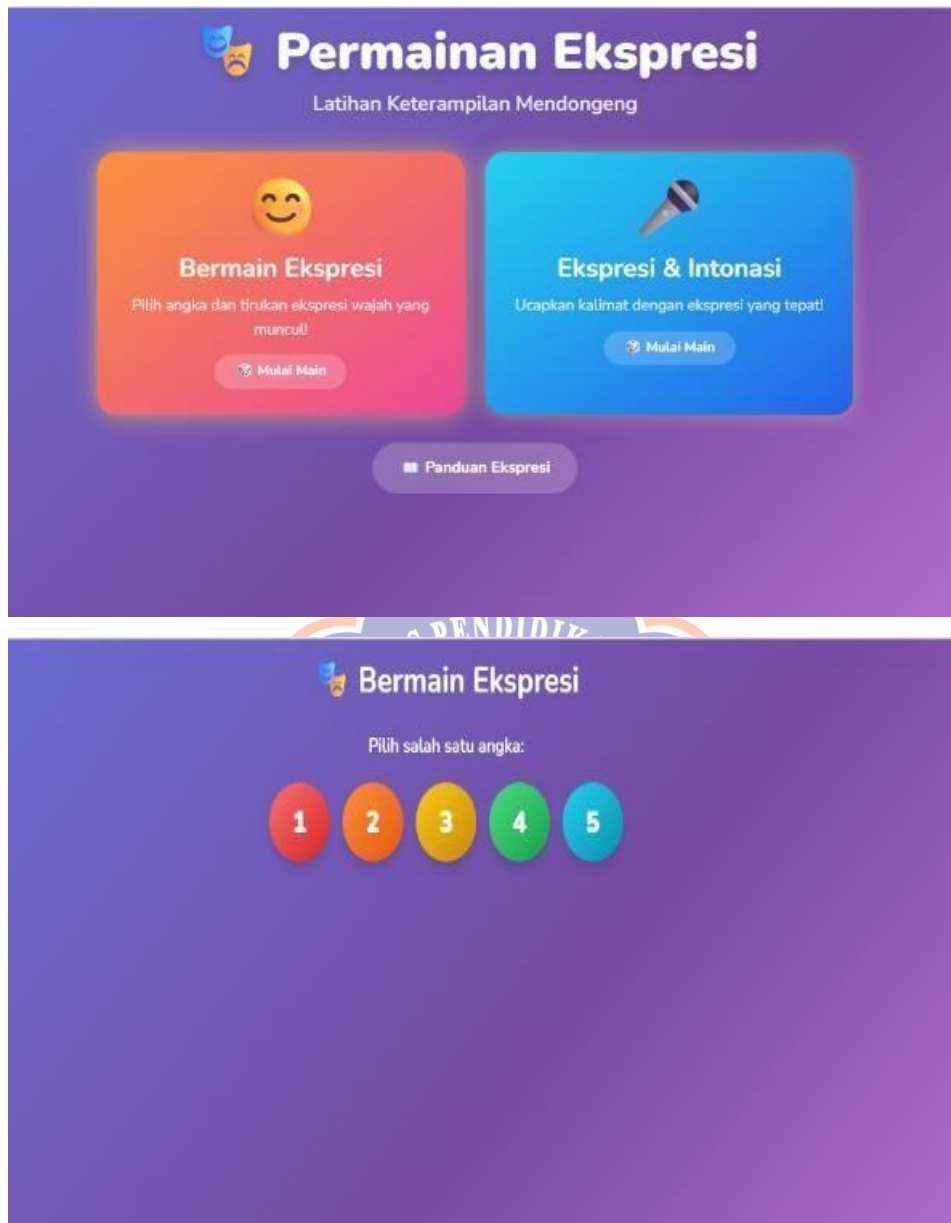 Permainan Ekspresi
Latihan Keterampilan Mendongeng
Bermain Ekspresi
Pilih angka dan tirukan ekspresi wajah yang
muncul!
Mulai Main
Ekspresi & Intonasi
Ucapkan kalimat dengan ekspresi yang tepat!
Mulai Main
Panduan Ekspresi
Bermain Ekspresi
Pilih salah satu angka:
1 2 3 4 5